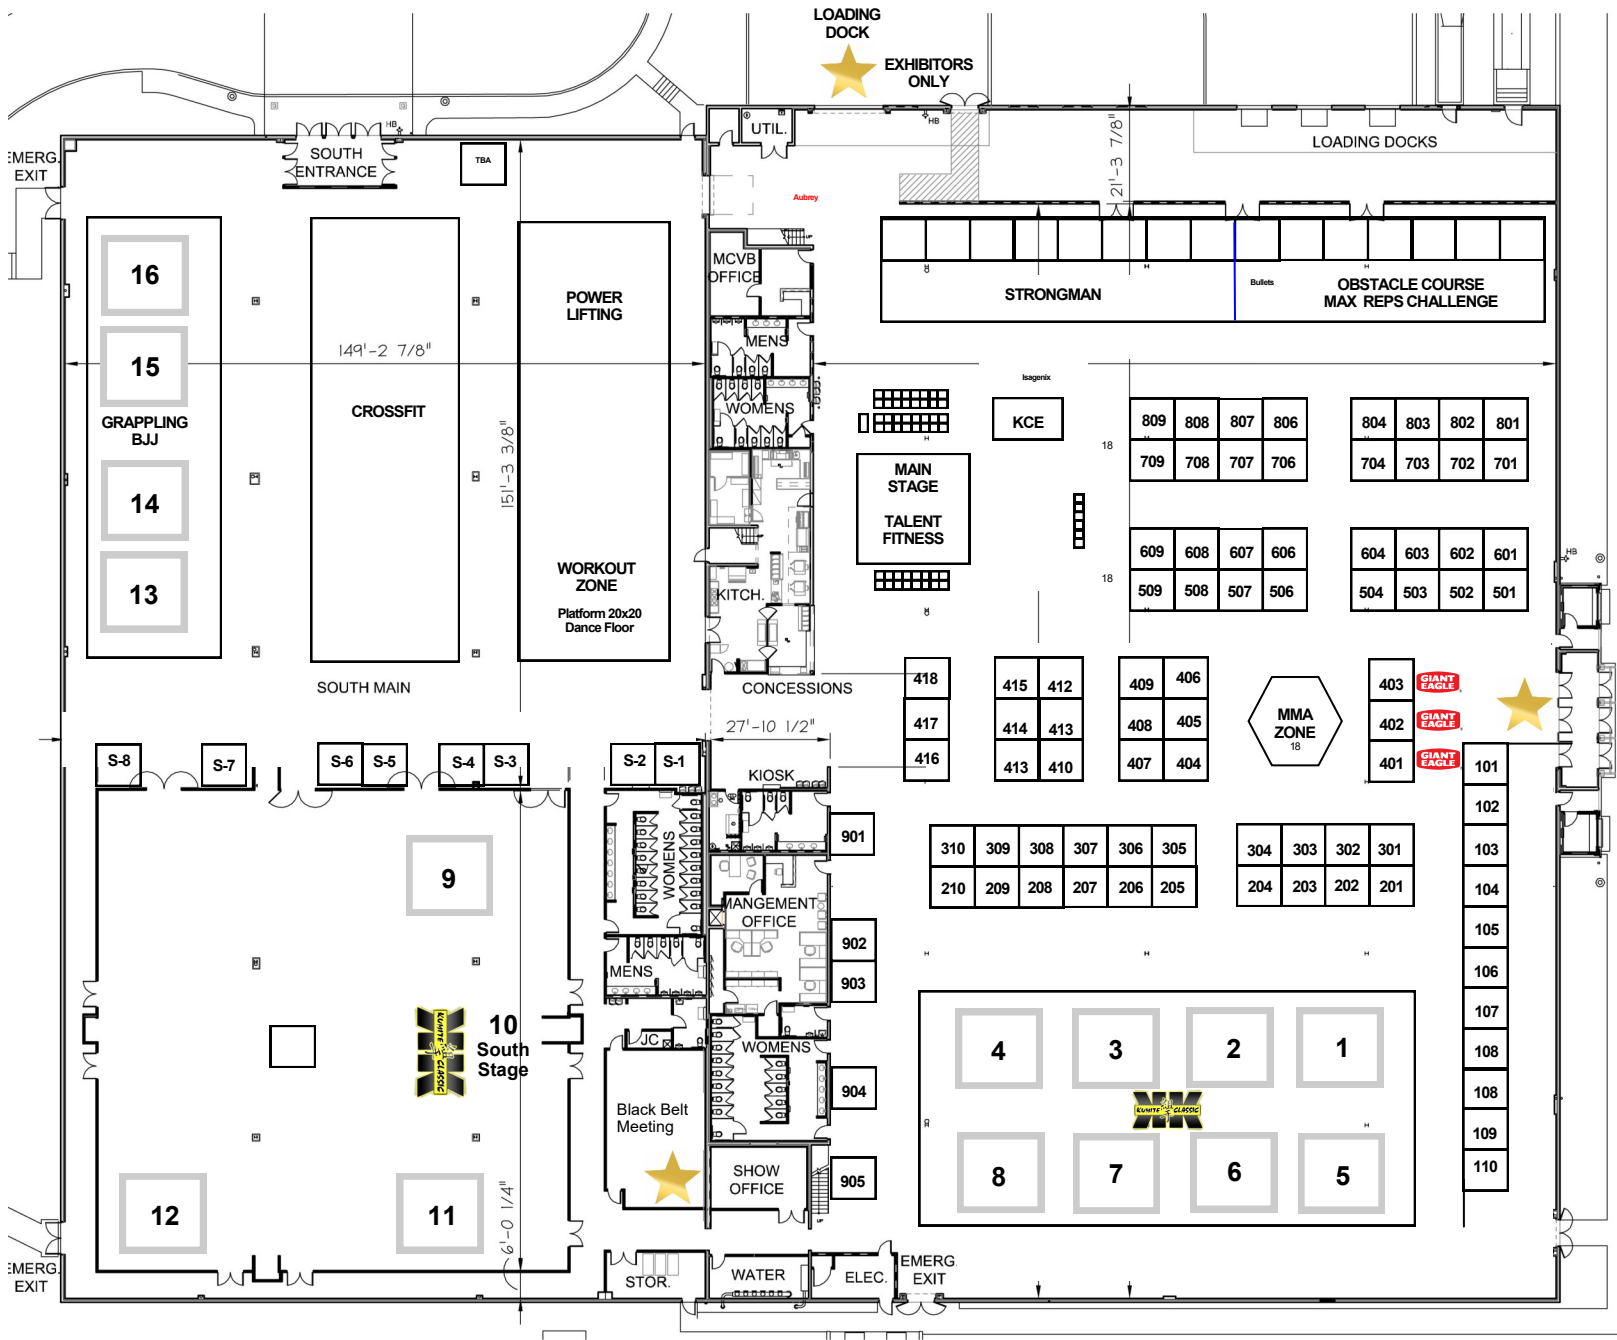 LOADING
DOCK
EXHIBITORS
ONLY
EMERG.
EXIT
HB
SOUTH
ENTRANCE
TBA
UTIL.
HB
21'-3 7/8"
LOADING DOCKS
Aubrey
UP
16
15
GRAPPLING
BJJ
14
13
149'-2 7/8"
CROSSFIT
POWER
LIFTING
151'-3 3/8"
WORKOUT
ZONE
Platform 20x20
Dance Floor
MCVB
OFFICE
MENS
WOMENS
KITCH.
STRONGMAN
Bullets
OBSTACLE COURSE
MAX REPS CHALLENGE
Isagenix
KCE
MAIN
STAGE
TALENT
FITNESS
18
809 808 807 806
709 708 707 706
804 803 802 801
704 703 702 701
18
609 608 607 606
509 508 507 506
604 603 602 601
504 503 502 501
HB
SOUTH MAIN
CONCESSIONS
27'-10 1/2"
418
417
416
415 412
414 413
413 410
409 406
408 405
407 404
MMA
ZONE
18
403 GIANT EAGLE
402 GIANT EAGLE
401 GIANT EAGLE
S-8
S-7
S-6
S-5
S-4
S-3
S-2
S-1
KIOSK
WOMENS
901
310 309 308 307 306 305
210 209 208 207 206 205
304 303 302 301
204 203 202 201
101
102
103
104
105
106
107
108
108
109
110
9
MANGEMENT
OFFICE
902
903
MENS
JC
WOMENS
KUMITE CLASSIC
10
South
Stage
904
Black Belt
Meeting
SHOW
OFFICE
905
UP
4 3 2 1
KUMITE CLASSIC
8 7 6 5
12
11
6'-0 1/4"
EMERG.
EXIT
STOR.
WATER
ELEC.
EMERG.
EXIT